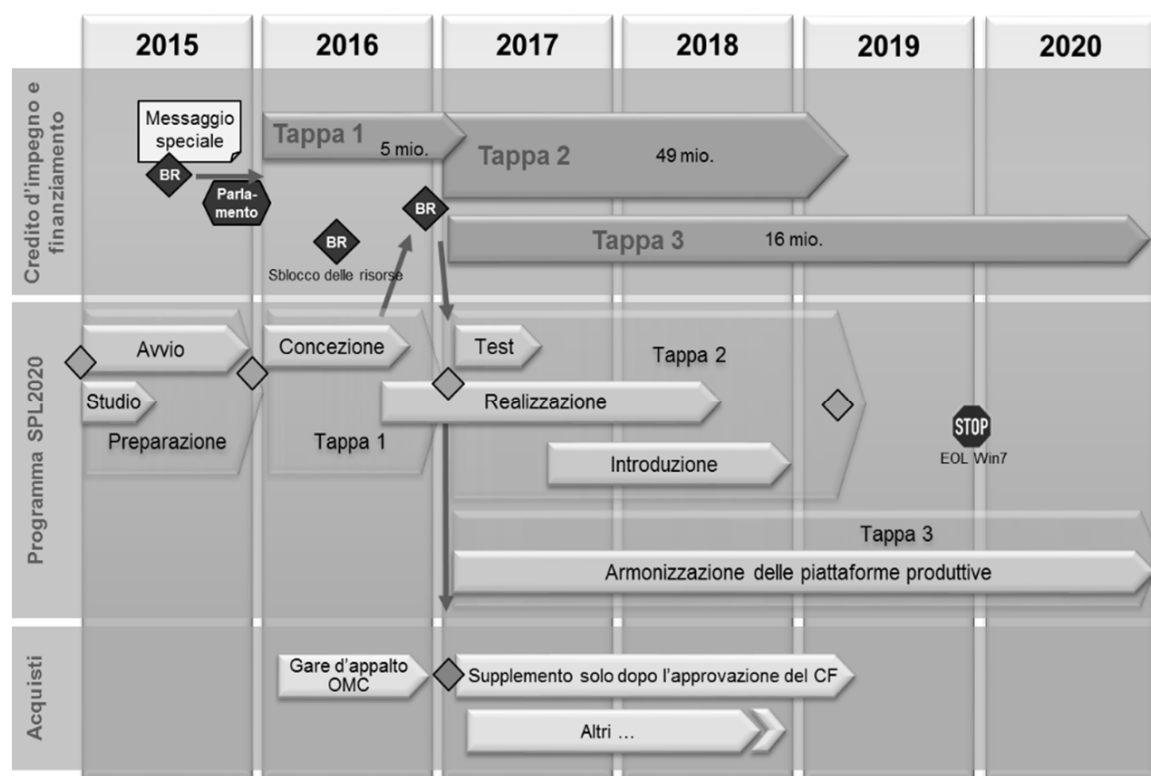 2015
2016
2017
2018
2019
2020
Credito d'impegno e
finanziamento
Messaggio
speciale
BR
Parla-
mento
Tappa 1
5 mio.
Tappa 2
49 mio.
BR
BR
Sblocco delle risorse
Tappa 3
16 mio.
Programma SPL2020
Avvio
Studio
Preparazione
Concezione
Tappa 1
Test
Tappa 2
Realizzazione
Introduzione
STOP
EOL Win7
Tappa 3
Armonizzazione delle piattaforme produttive
Acquisti
Gare d'appalto
OMC
Supplemento solo dopo l'approvazione del CF
Altri ...